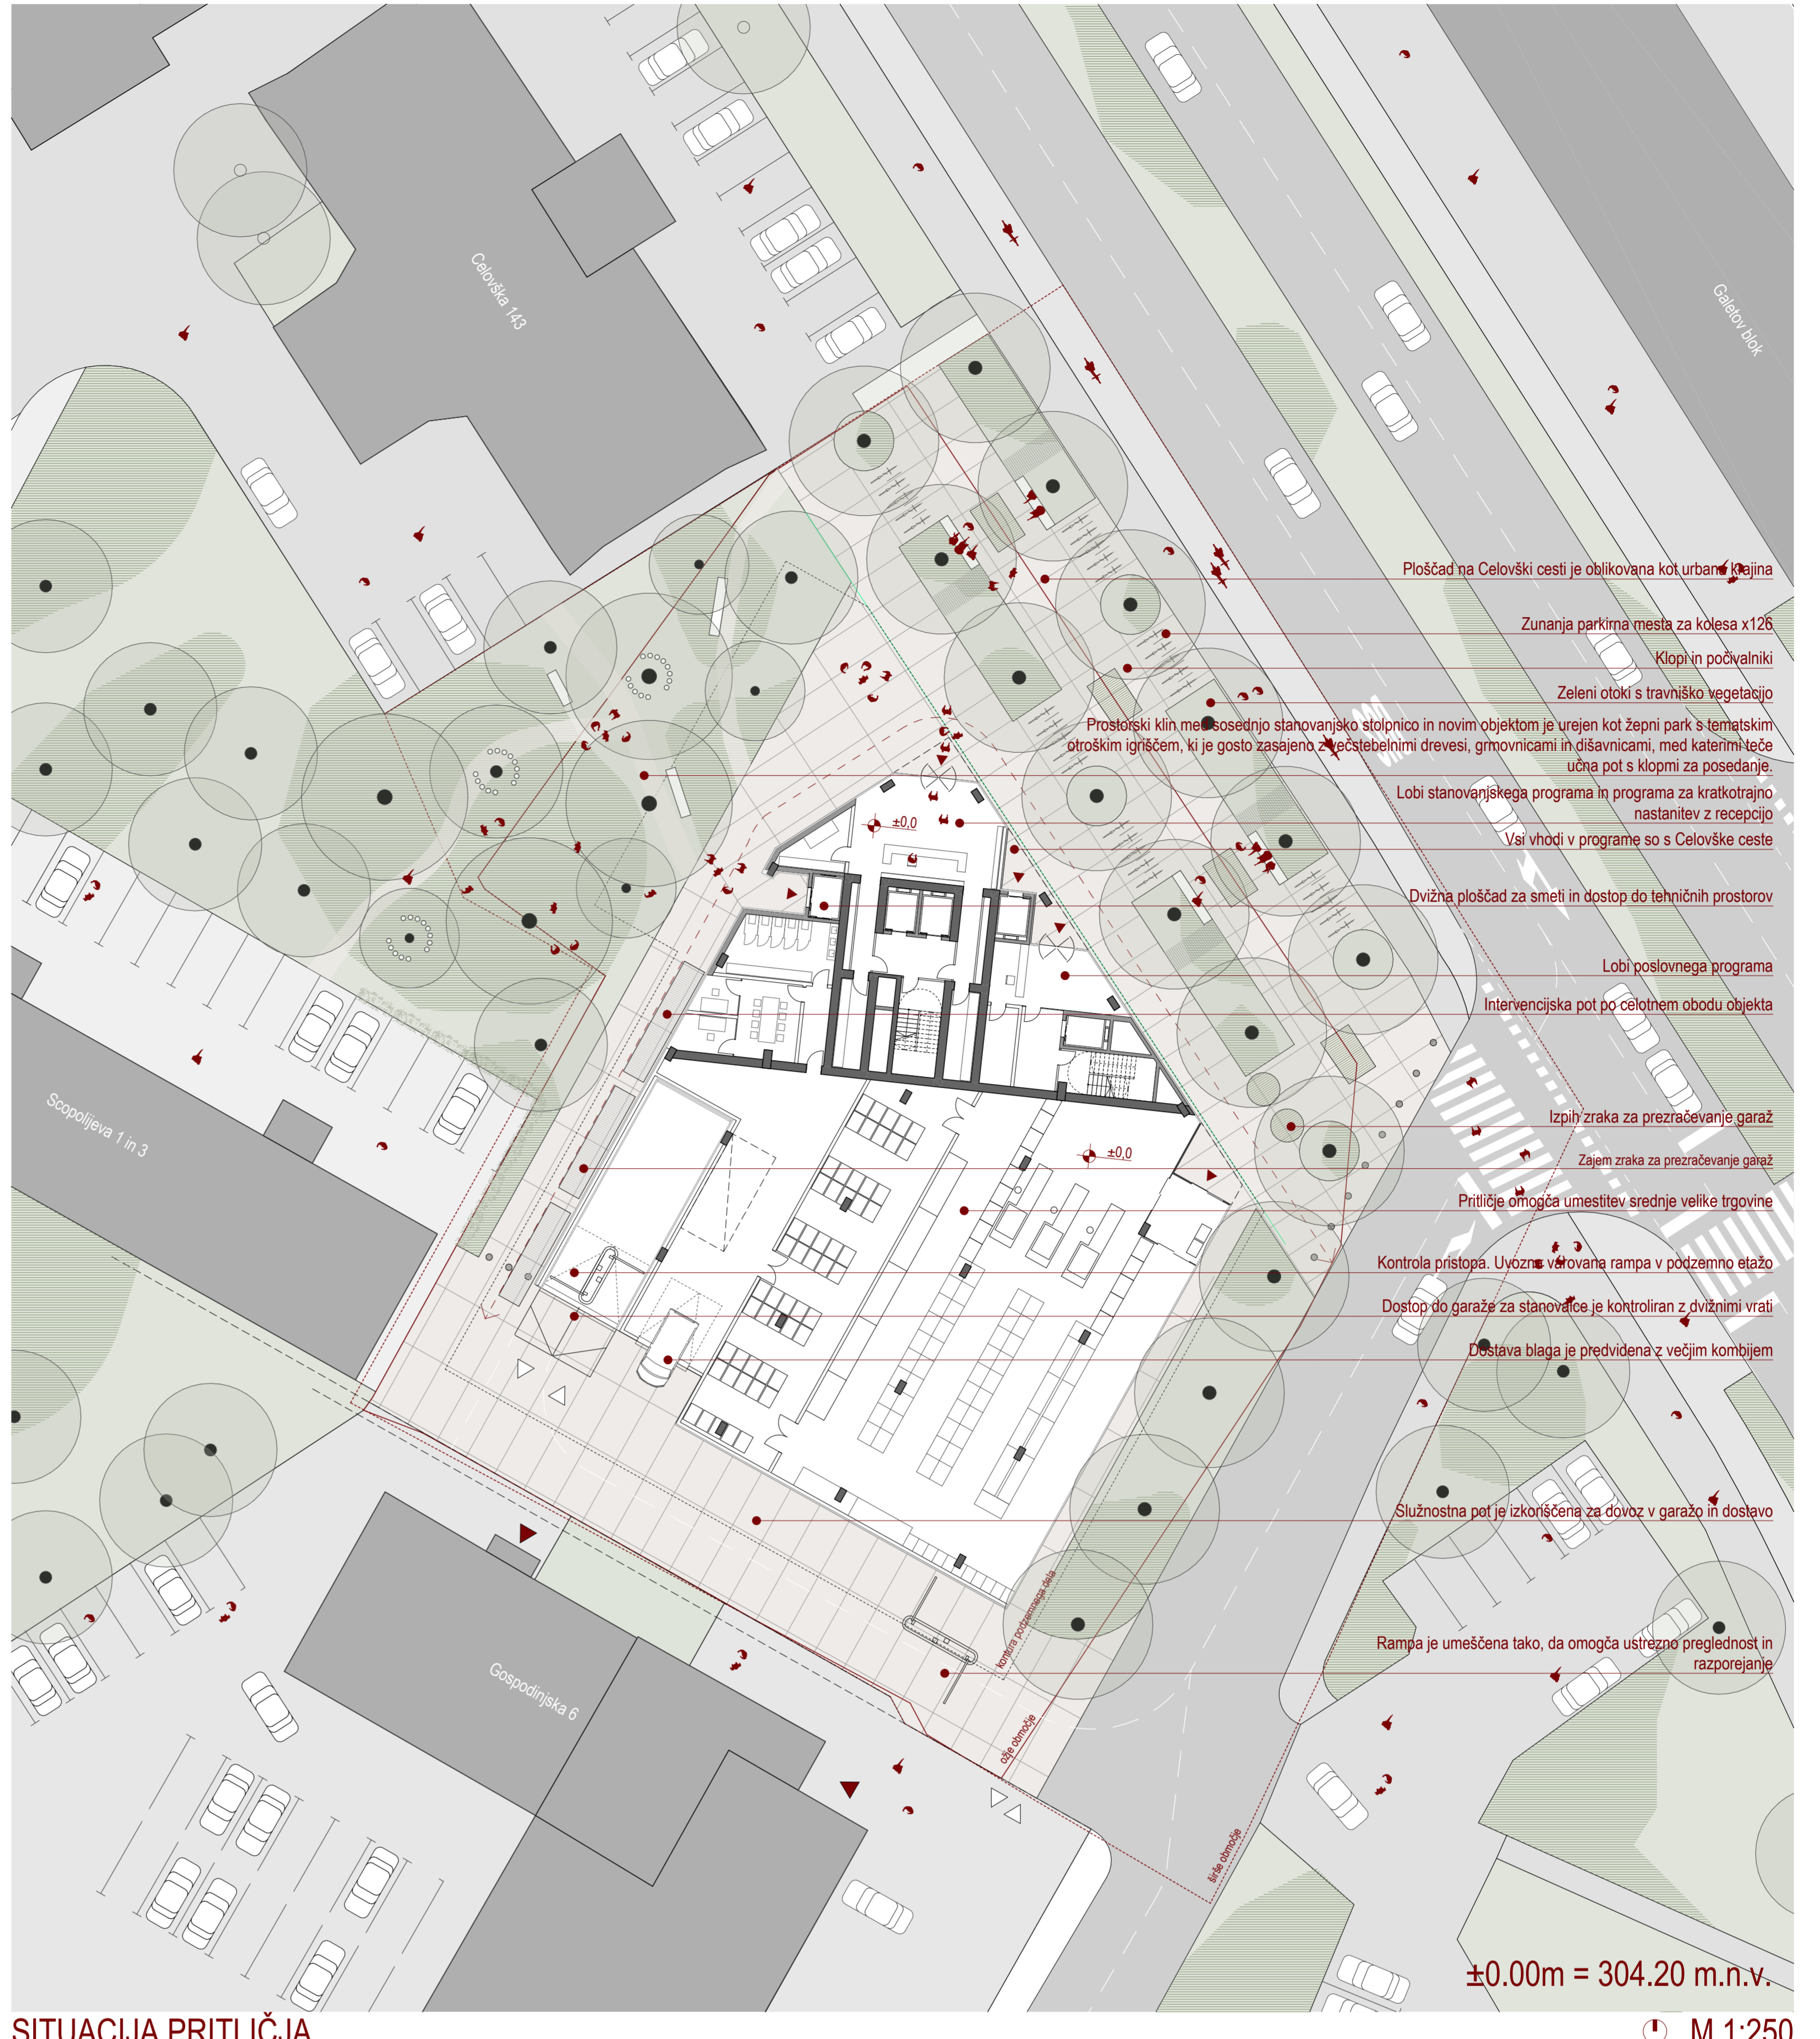 Celovška 143
Galetov blok
Ploščad na Celovški cesti je oblikovana kot urbana krajina
Zunanja parkirna mesta za kolesa x126
Klopi in počivalniki
Zeleni otoki s travniško vegetacijo
Prostorski klin med sosednjo stanovanjsko stolpnico in novim objektom je urejen kot žepni park s tematskim
otroškim igriščem, ki je gosto zasajeno z večstebelnimi drevesi, grmovnicami in dišavnicami, med katerimi teče
učna pot s klopmi za posedanje.
Lobi stanovanjskega programa in programa za kratkotrajno
nastanitev z recepcijo
±0,0
Vsi vhodi v programe so s Celovške ceste
Dvižna ploščad za smeti in dostop do tehničnih prostorov
Lobi poslovnega programa
Intervencijska pot po celotnem obodu objekta
Scopolijeva 1 in 3
Izpih zraka za prezračevanje garaž
±0,0
Zajem zraka za prezračevanje garaž
Pritličje omogča umestitev srednje velike trgovine
Kontrola pristopa. Uvozna varovana rampa v podzemno etažo
Dostop do garaže za stanovalce je kontroliran z dvižnimi vrati
Dostava blaga je predvidena z večjim kombijem
Služnostna pot je izkoriščena za dovoz v garažo in dostavo
kontura podzemnega dela
Rampa je umeščena tako, da omogča ustrezno preglednost in
razporejanje
Gospodinjska 6
ožje območje
širše območje
±0.00m = 304.20 m.n.v.
SITUACIJA PRITLIČJA
M 1:250